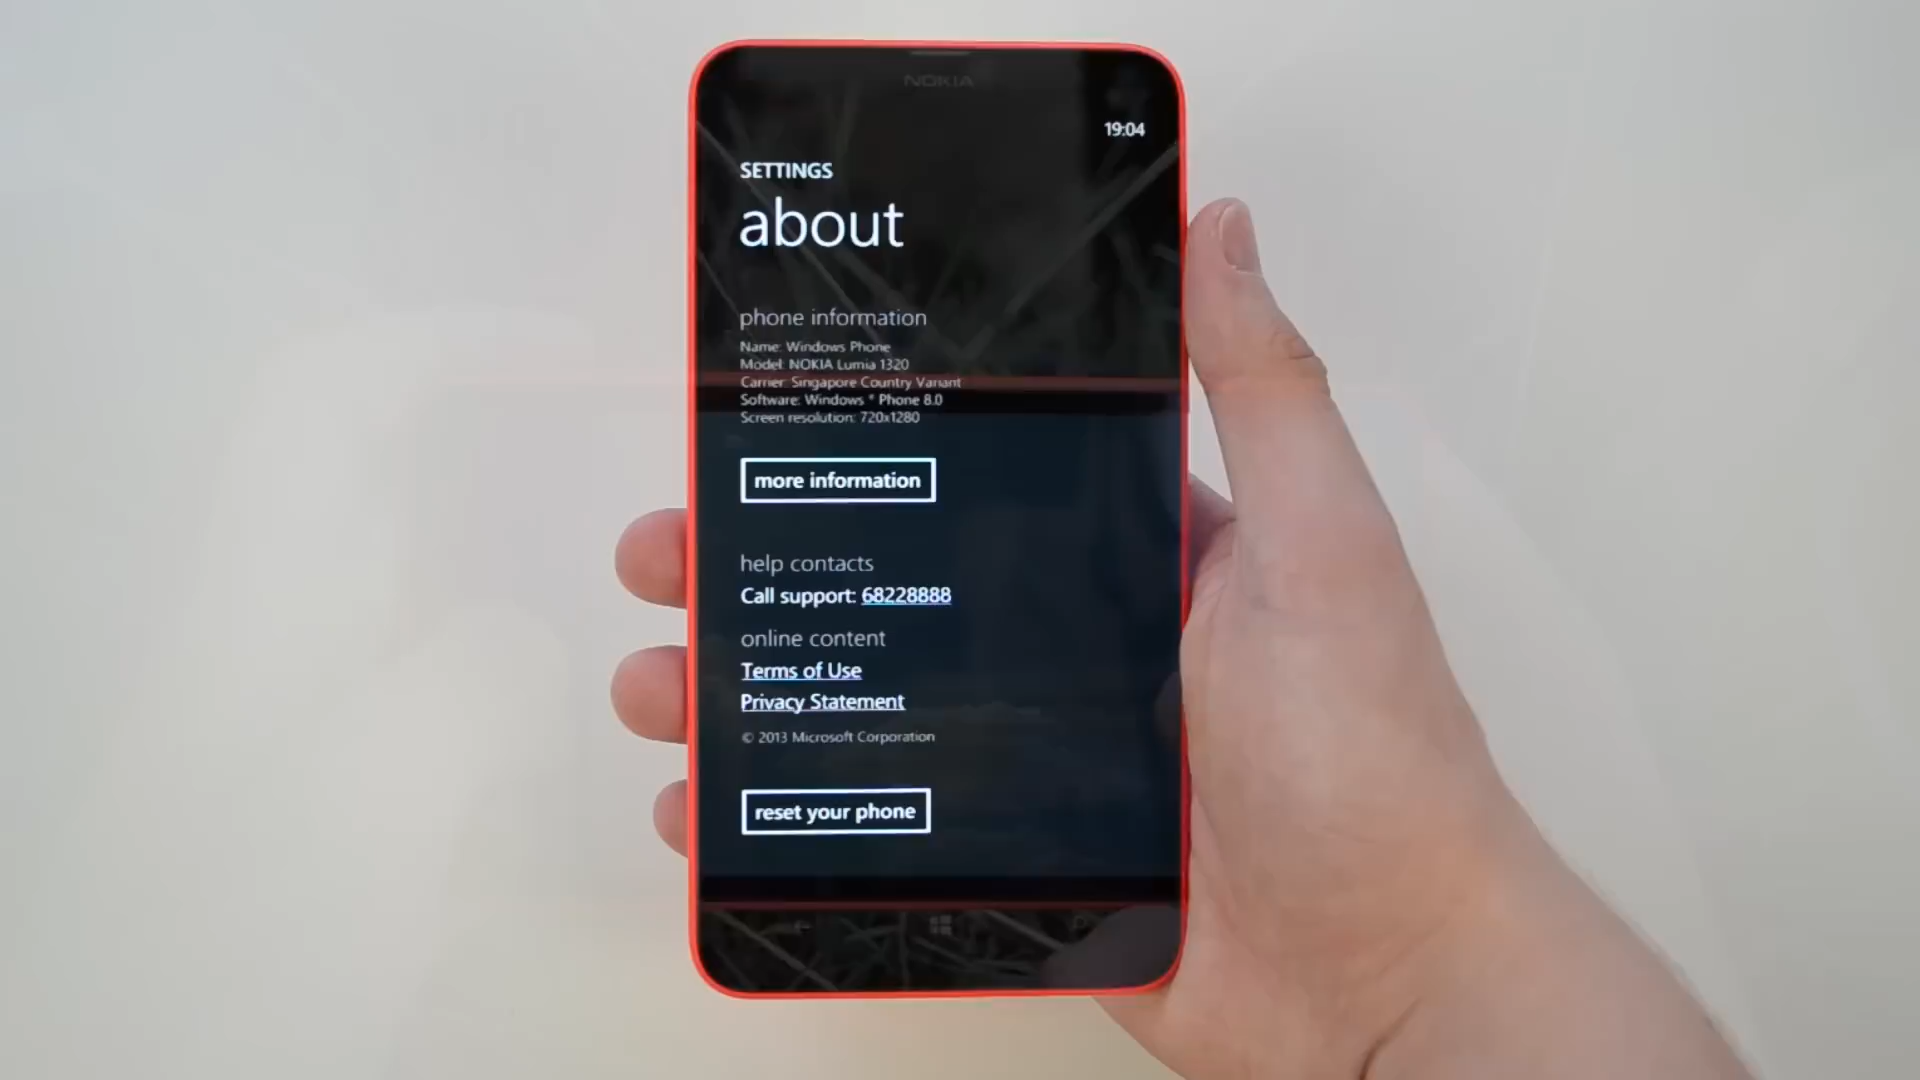 NOKIA
19:04
SETTINGS
about
phone information
Name: Windows Phone
Model: NOKIA Lumia 1320
Carrier: Singapore Country Variant
Software: Windows * Phone 8.0
Screen resolution: 720x1280
more information
help contacts
Call support: 68228888
online content
Terms of Use
Privacy Statement
© 2013 Microsoft Corporation
reset your phone